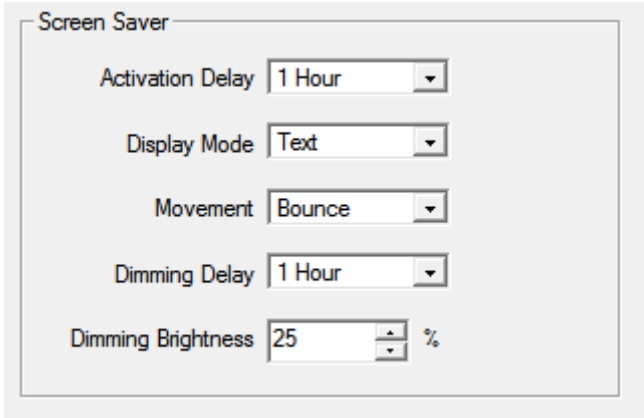 Screen Saver
Activation Delay 1 Hour
Display Mode Text
Movement Bounce
Dimming Delay 1 Hour
Dimming Brightness 25 %